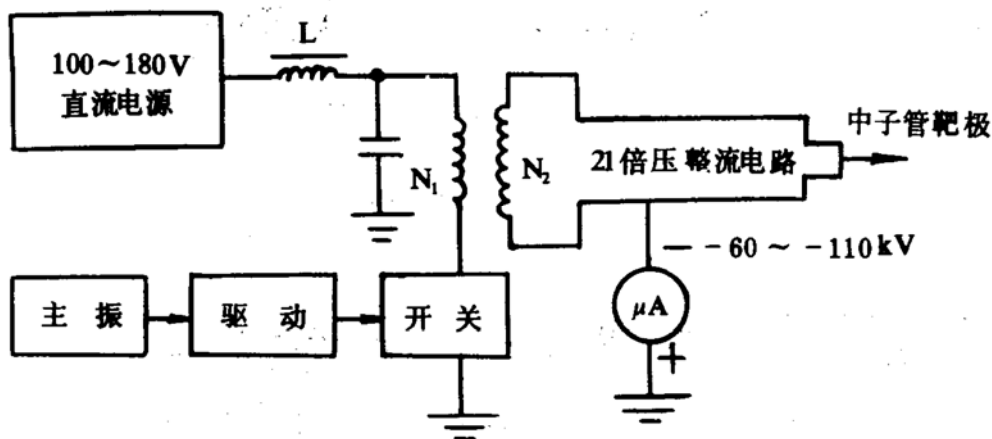 L
100～180V
直流电源
中子管靶极
N₁
N₂
21倍压整流电路
— -60 ～ -110kV
主振
驱动
开关
μA
+